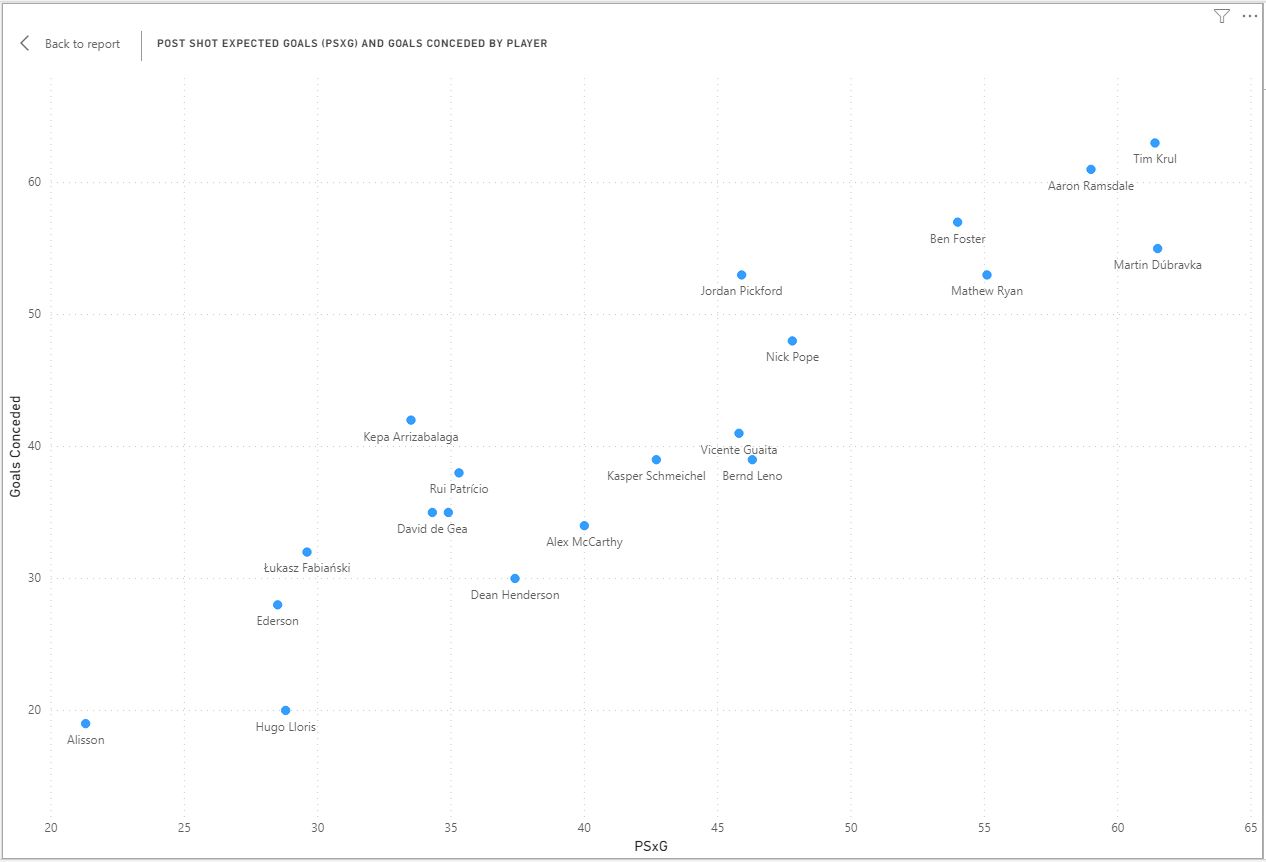 Back to report
POST SHOT EXPECTED GOALS (PSXG) AND GOALS CONCEDED BY PLAYER
Tim Krul
60
Aaron Ramsdale
Ben Foster
Martin Dúbravka
Jordan Pickford
Mathew Ryan
50
Nick Pope
Kepa Arrizabalaga
40
Vicente Guaita
Goals Conceded
Kasper Schmeichel
Bernd Leno
Rui Patrício
David de Gea
Alex McCarthy
Łukasz Fabiański
30
Dean Henderson
Ederson
20
Hugo Lloris
Alisson
20 25 30 35 40 45 50 55 60 65
PSxG